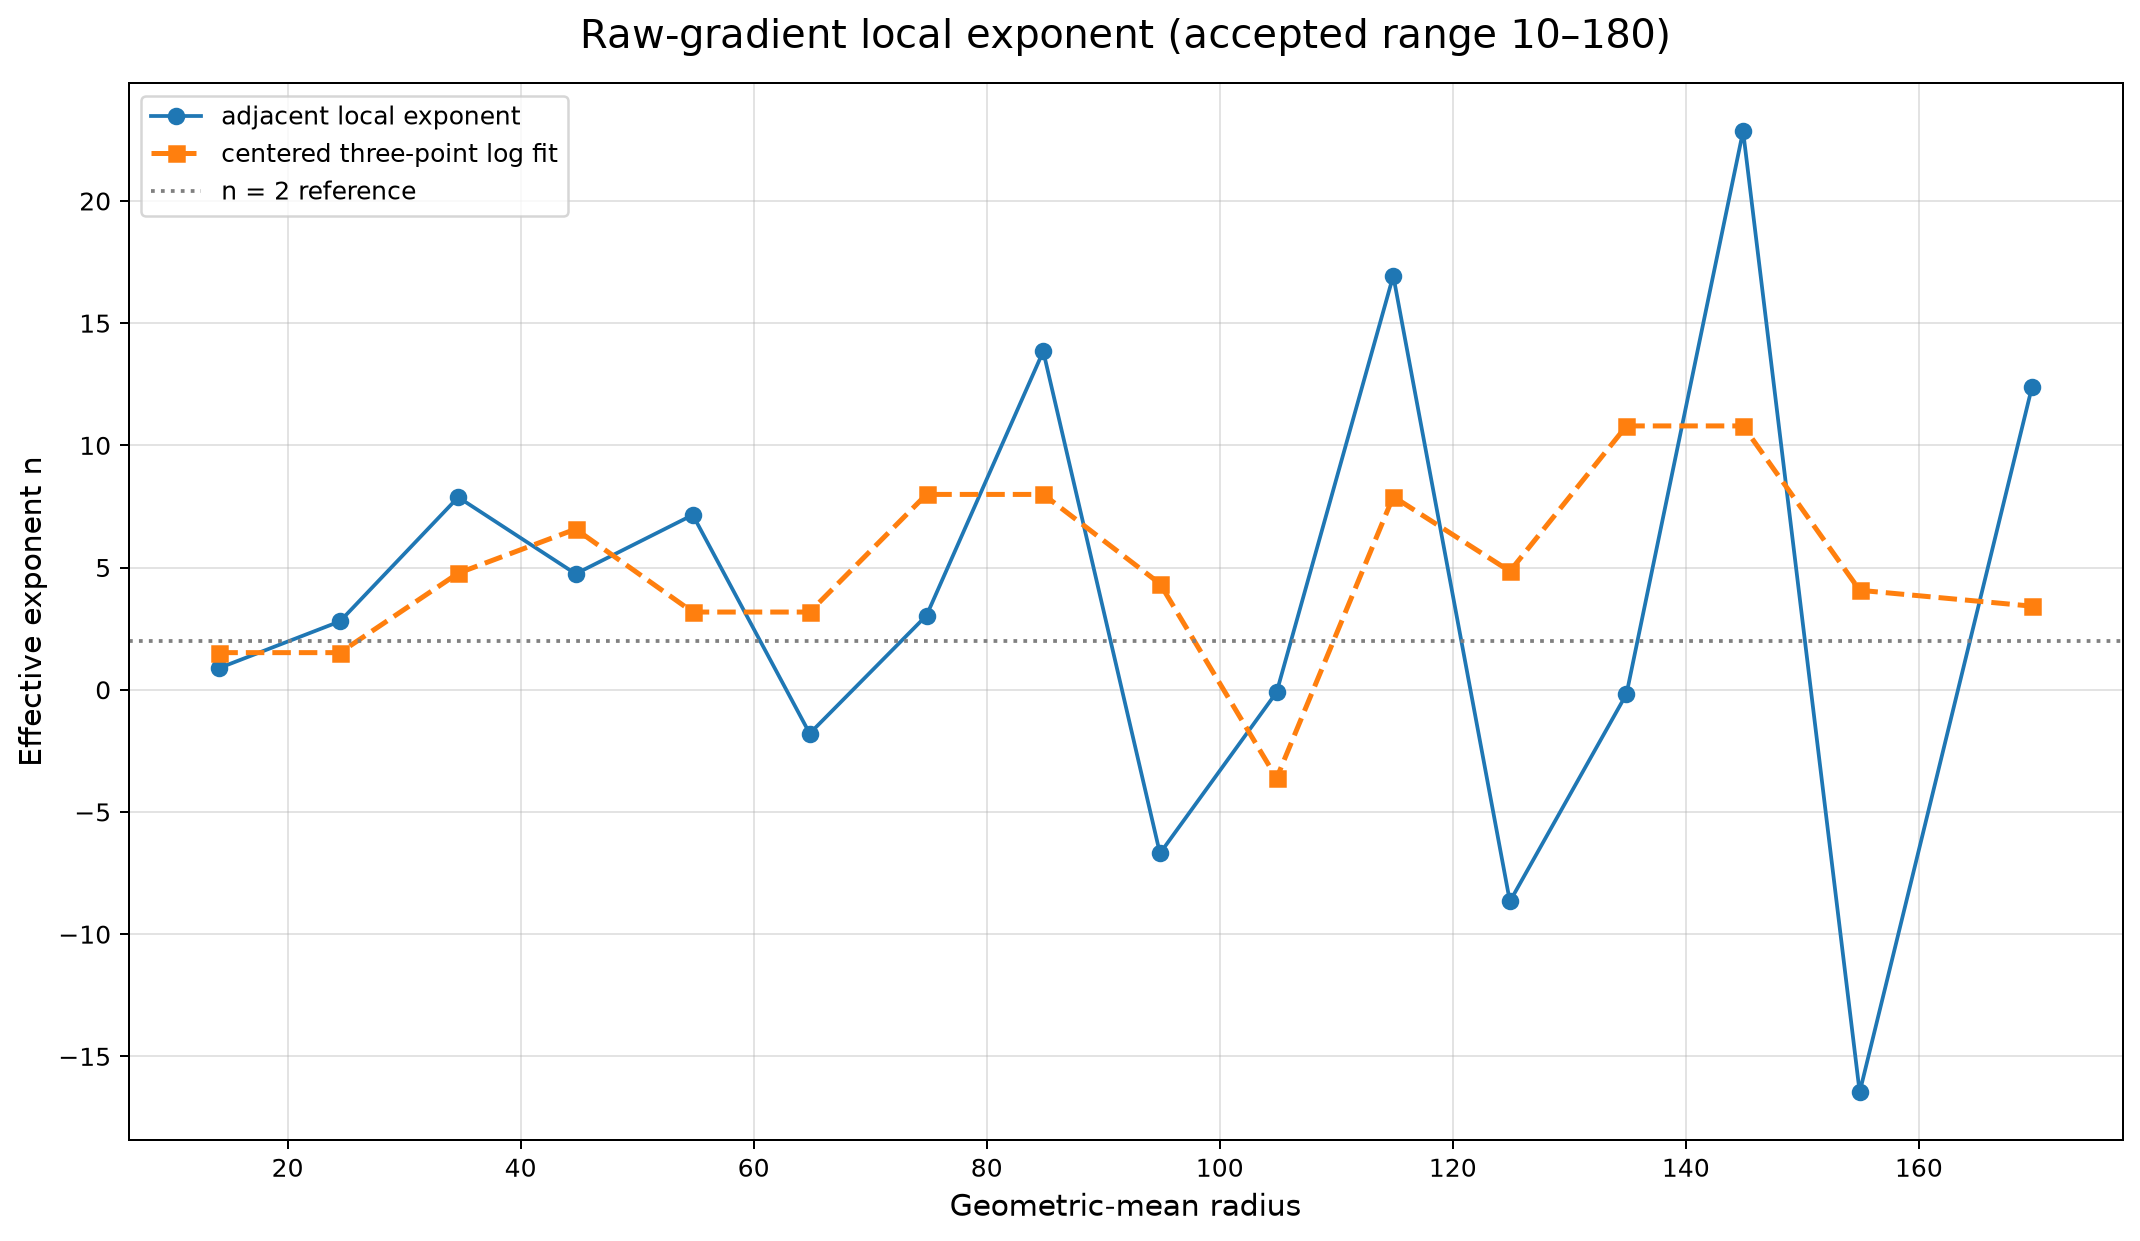 Raw-gradient local exponent (accepted range 10–180)
adjacent local exponent
centered three-point log fit
n = 2 reference
Effective exponent n
20
15
10
5
0
−5
−10
−15
20 40 60 80 100 120 140 160
Geometric-mean radius